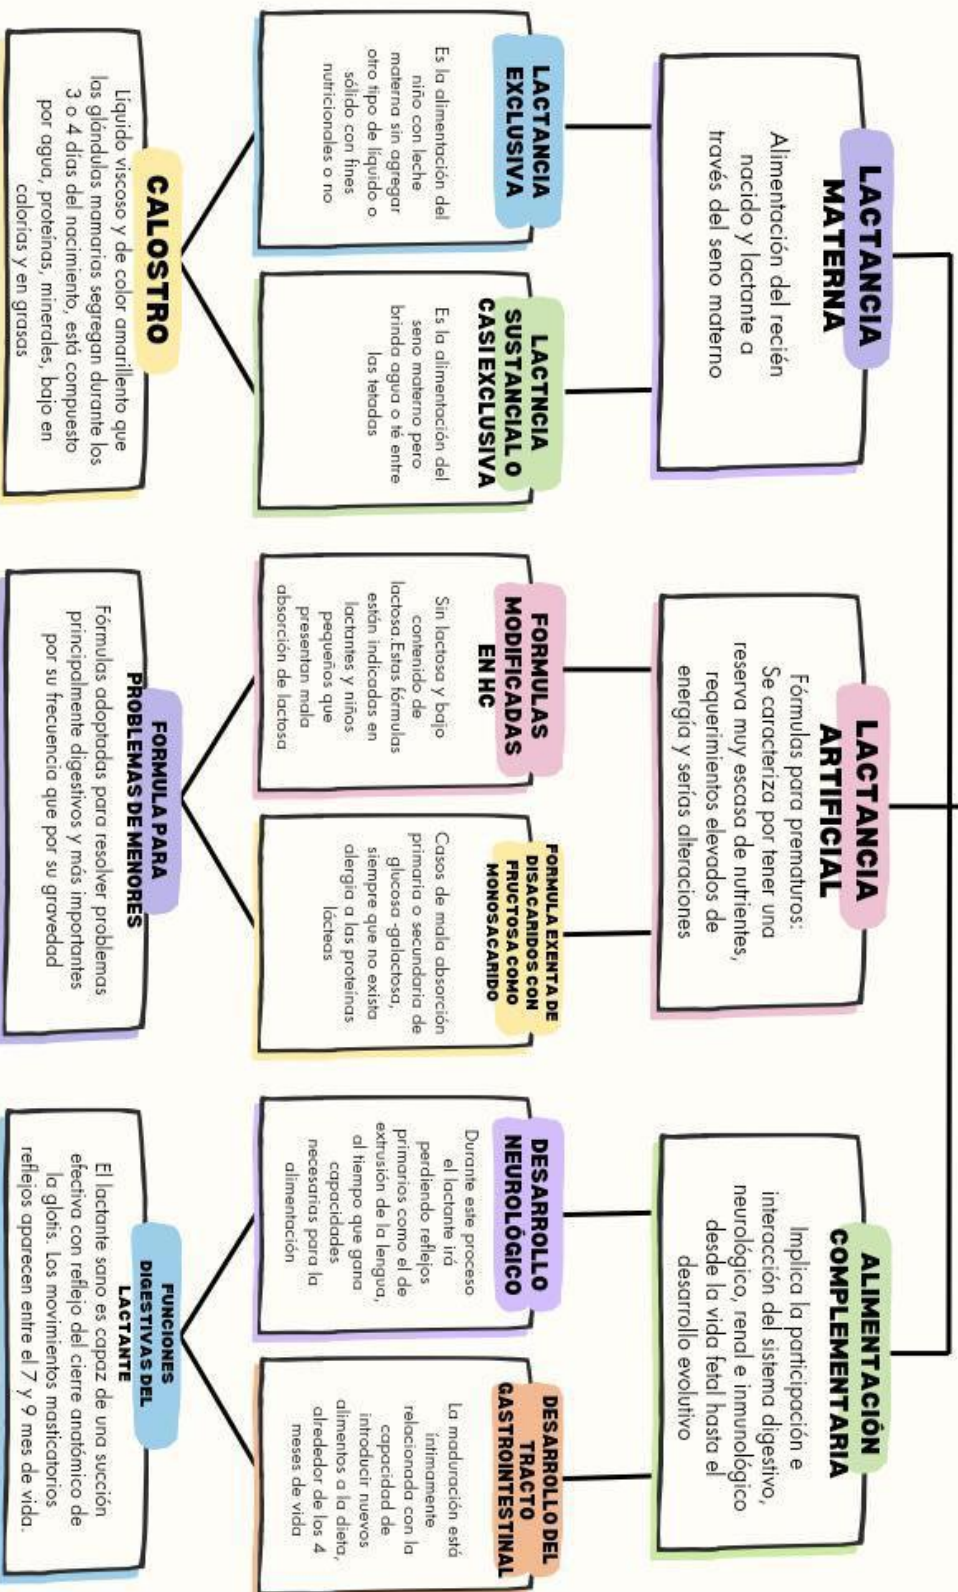 LACTANCIA
MATERNA
Alimentación del recién
nacido y lactante a
través del seno materno
LACTANCIA
EXCLUSIVA
Es la alimentación del
niño con leche
materna sin agregar
otro tipo de líquido o
sólido con fines
nutricionales o no
LACTNCIA
SUSTANCIAL O
CASI EXCLUSIVA
Es la alimentación del
seno materno pero
brinda agua o té entre
las tetadas
CALOSTRO
Líquido viscoso y de color amarillento que
las glándulas mamarias segregan durante los
3 o 4 días del nacimiento, está compuesto
por agua, proteínas, minerales, bajo en
calorías y en grasas
LACTANCIA
ARTIFICIAL
Fórmulas para prematuros:
Se caracteriza por tener una
reserva muy escasa de nutrientes,
requerimientos elevados de
energía y serías alteraciones
FORMULAS
MODIFICADAS
EN HC
Sin lactosa y bajo
contenido de
lactosa.Estas fórmulas
están indicadas en
lactantes y niños
pequeños que
presentan mala
absorción de lactosa
FORMULA EXENTA DE
DISACARIDOS CON
FRUCTOSA COMO
MONOSACARIDO
Casos de mala absorción
primaria o secundaria de
glucosa -galactosa,
siempre que no exista
alergia a las proteínas
lácteas
FORMULA PARA
PROBLEMAS DE MENORES
Fórmulas adoptadas para resolver problemas
principalmente digestivos y más importantes
por su frecuencia que por su gravedad
ALIMENTACIÓN
COMPLEMENTARIA
Implica la participación e
interacción del sistema digestivo,
neurológico, renal e inmunológico
desde la vida fetal hasta el
desarrollo evolutivo
DESARROLLO
NEUROLÓGICO
Durante este proceso
el lactante irá
perdiendo reflejos
primarios como el de
extrusión de la lengua,
al tiempo que gana
capacidades
necesarias para la
alimentación
DESARROLLO DEL
TRACTO
GASTROINTESTINAL
La maduración está
íntimamente
relacionada con la
capacidad de
introducir nuevos
alimentos a la dieta,
alrededor de los 4
meses de vida
FUNCIONES
DIGESTIVAS DEL
LACTANTE
El lactante sano es capaz de una succión
efectiva con reflejo del cierre anatómico de
la glotis. Los movimientos masticatorios
reflejos aparecen entre el 7 y 9 mes de vida.